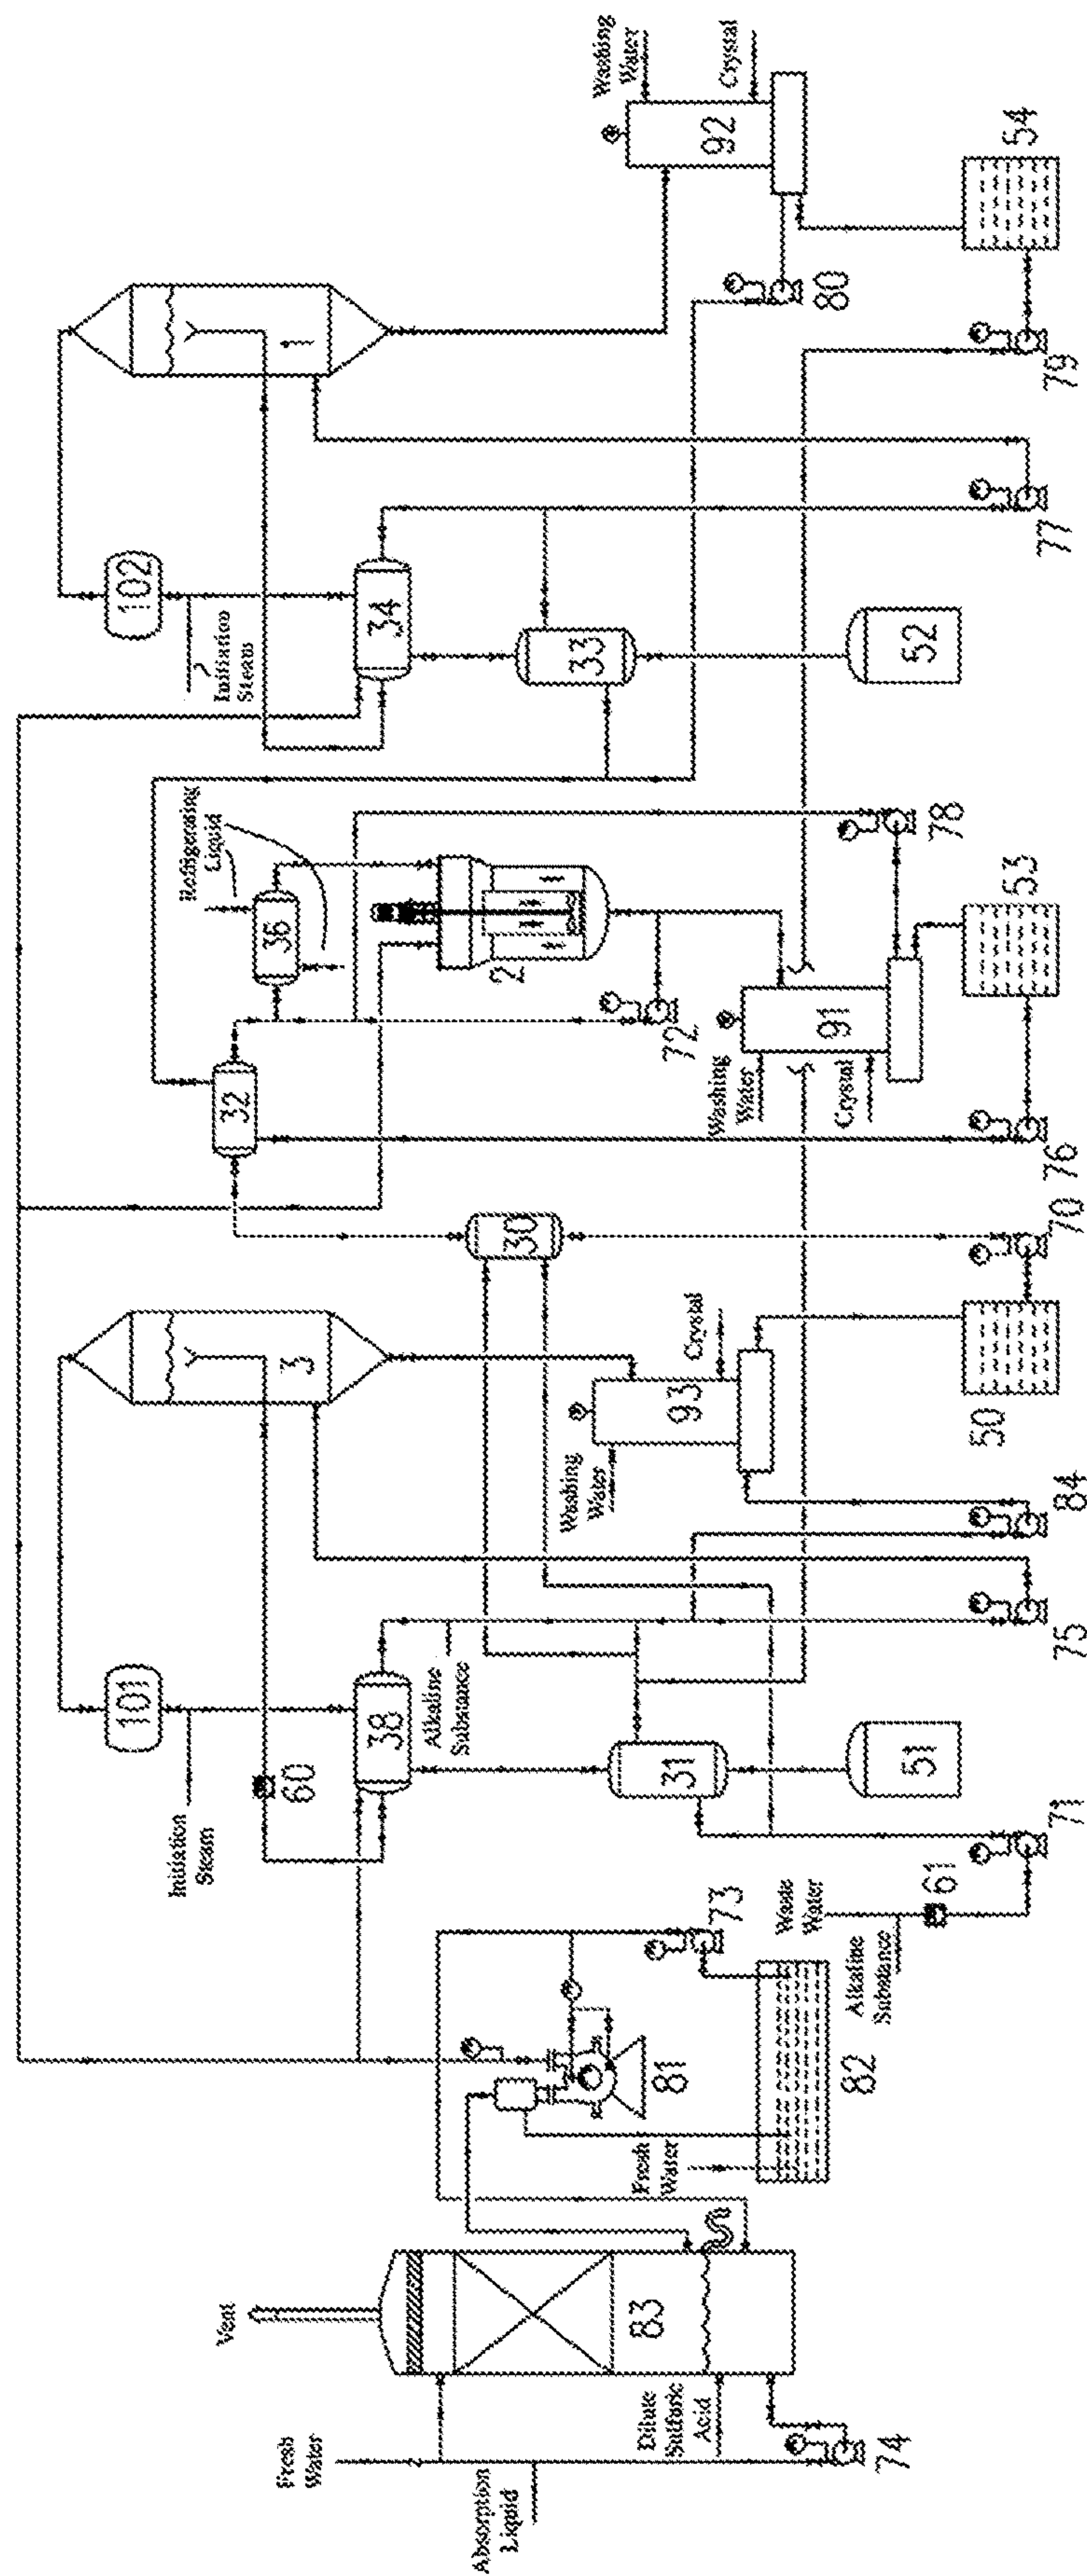 Vent
Fresh
Water
Absorption
Liquid
Dilute
Sulfuric
Acid
74
83
Fresh
Water
81
82
73
Waste
Water
Alkaline
Substance
61
71
Initiation
Steam
101
60
38
Alkaline
Substance
31
51
75
84
3
Washing
Water
93
Crystal
50
70
30
32
76
Refrigerating
Liquid
36
2
72
Washing
Water
91
Crystal
53
78
102
Initiation
Steam
34
33
52
77
1
79
80
Washing
Water
92
Crystal
54